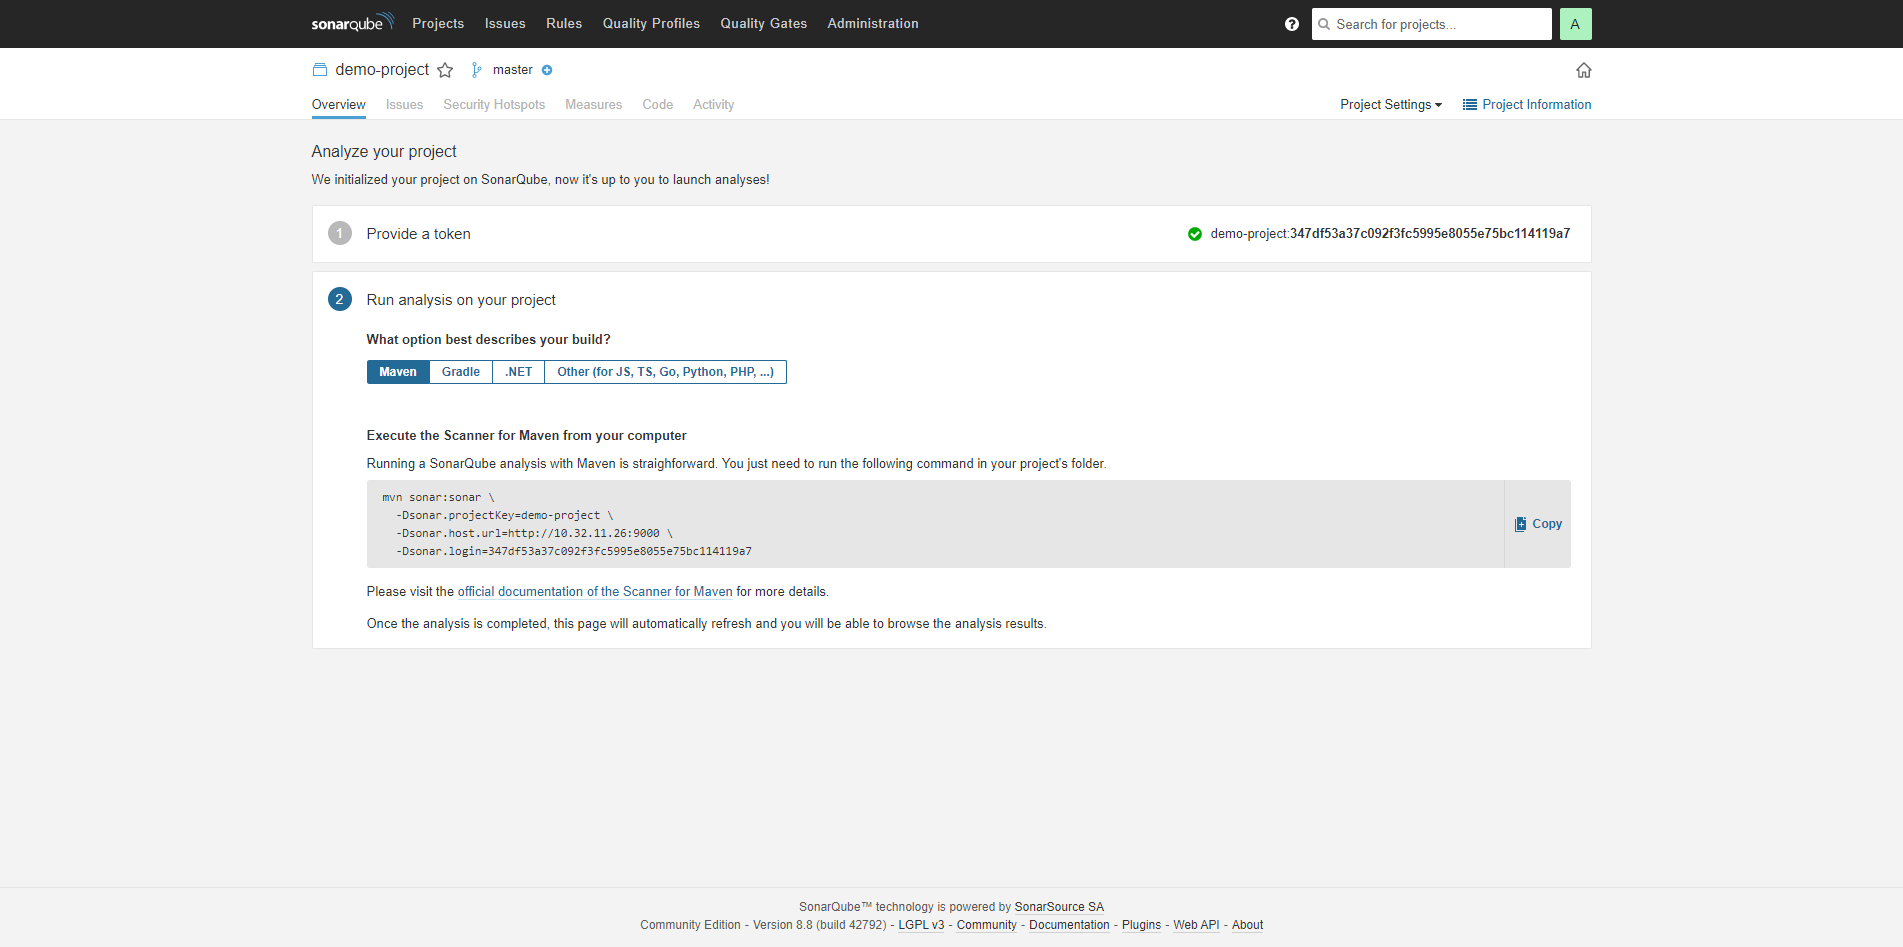 sonarqube Projects Issues Rules Quality Profiles Quality Gates Administration ? Search for projects... A
demo-project master
Overview Issues Security Hotspots Measures Code Activity Project Settings Project Information
Analyze your project
We initialized your project on SonarQube, now it's up to you to launch analyses!
1 Provide a token demo-project:347df53a37c092f3fc5995e8055e75bc114119a7
2 Run analysis on your project
What option best describes your build?
Maven Gradle .NET Other (for JS, TS, Go, Python, PHP, ...)
Execute the Scanner for Maven from your computer
Running a SonarQube analysis with Maven is straighforward. You just need to run the following command in your project's folder.
mvn sonar:sonar \
-Dsonar.projectKey=demo-project \
-Dsonar.host.url=http://10.32.11.26:9000 \
-Dsonar.login=347df53a37c092f3fc5995e8055e75bc114119a7
Copy
Please visit the official documentation of the Scanner for Maven for more details.
Once the analysis is completed, this page will automatically refresh and you will be able to browse the analysis results.
SonarQube™ technology is powered by SonarSource SA
Community Edition - Version 8.8 (build 42792) - LGPL v3 - Community - Documentation - Plugins - Web API - About